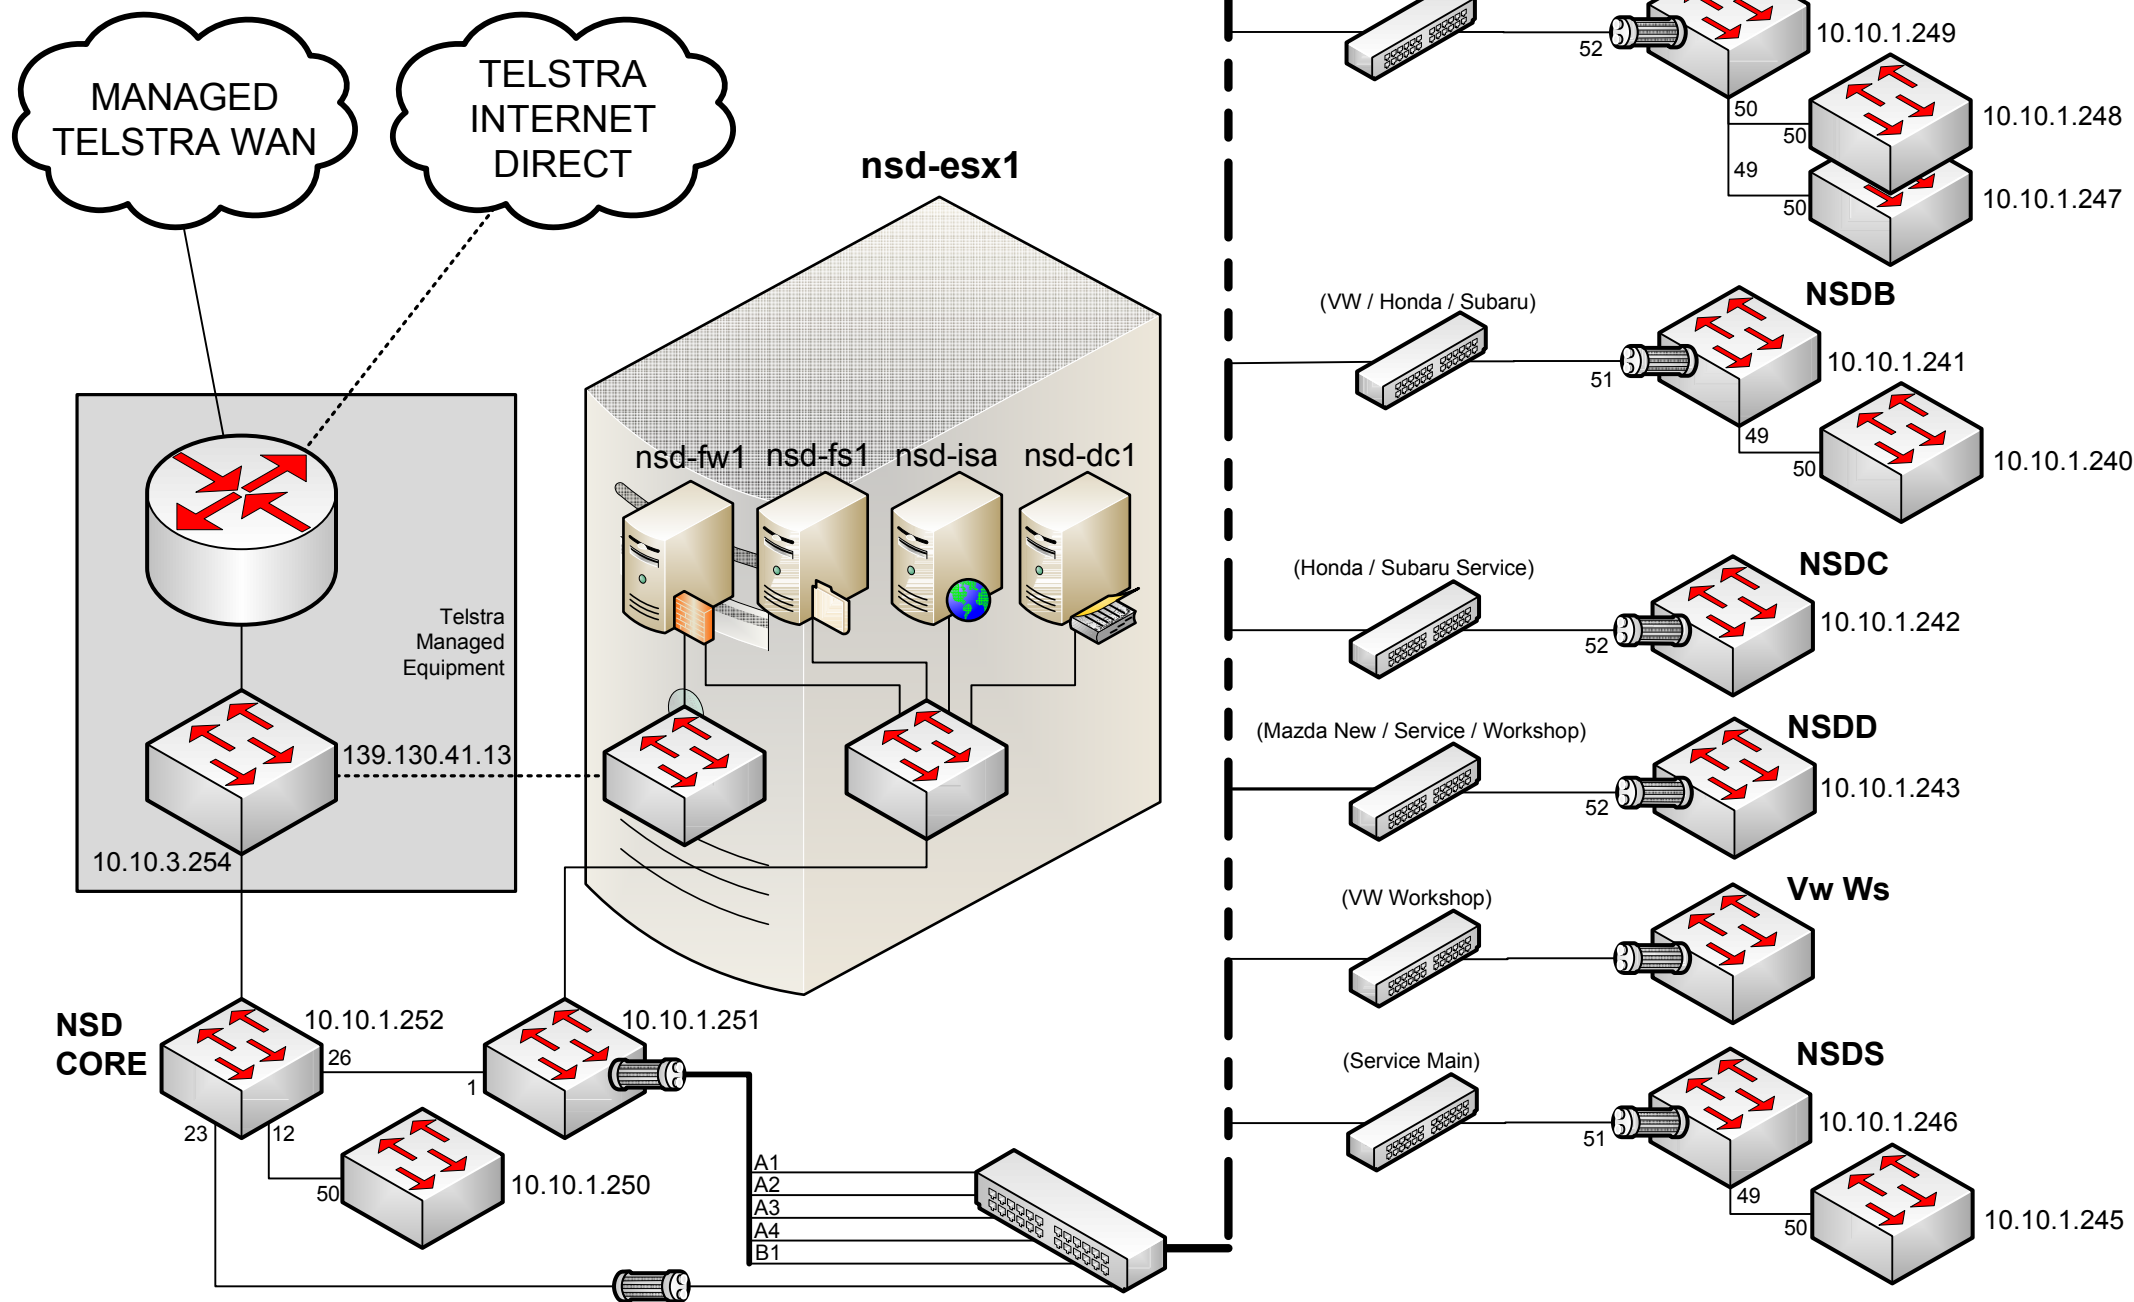 MANAGED
TELSTRA WAN
TELSTRA
INTERNET
DIRECT
nsd-esx1
nsd-fw1
nsd-fs1
nsd-isa
nsd-dc1
Telstra
Managed
Equipment
139.130.41.13
10.10.3.254
NSD
CORE
10.10.1.252
26
1
10.10.1.251
23
12
50
10.10.1.250
A1
A2
A3
A4
B1
52
10.10.1.249
50
50
10.10.1.248
49
50
10.10.1.247
(VW / Honda / Subaru)
NSDB
51
10.10.1.241
49
50
10.10.1.240
(Honda / Subaru Service)
NSDC
52
10.10.1.242
(Mazda New / Service / Workshop)
NSDD
52
10.10.1.243
(VW Workshop)
Vw Ws
(Service Main)
NSDS
51
10.10.1.246
49
50
10.10.1.245